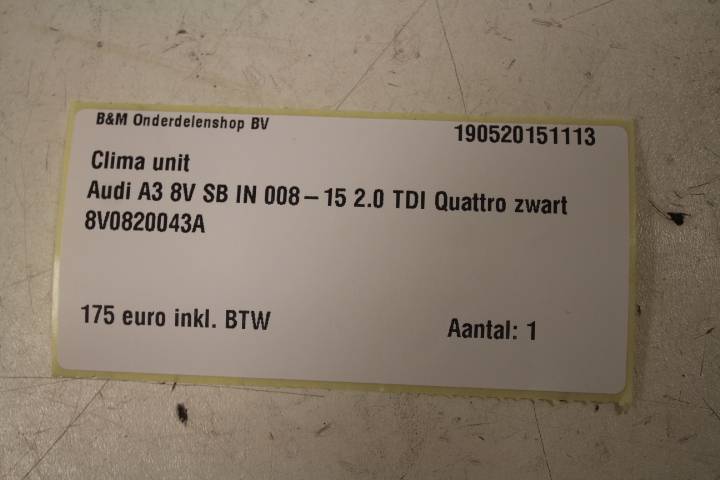 B&M Onderdelenshop BV 190520151113
Clima unit
Audi A3 8V SB IN 008-15 2.0 TDI Quattro zwart
8V0820043A
175 euro inkl. BTW Aantal: 1